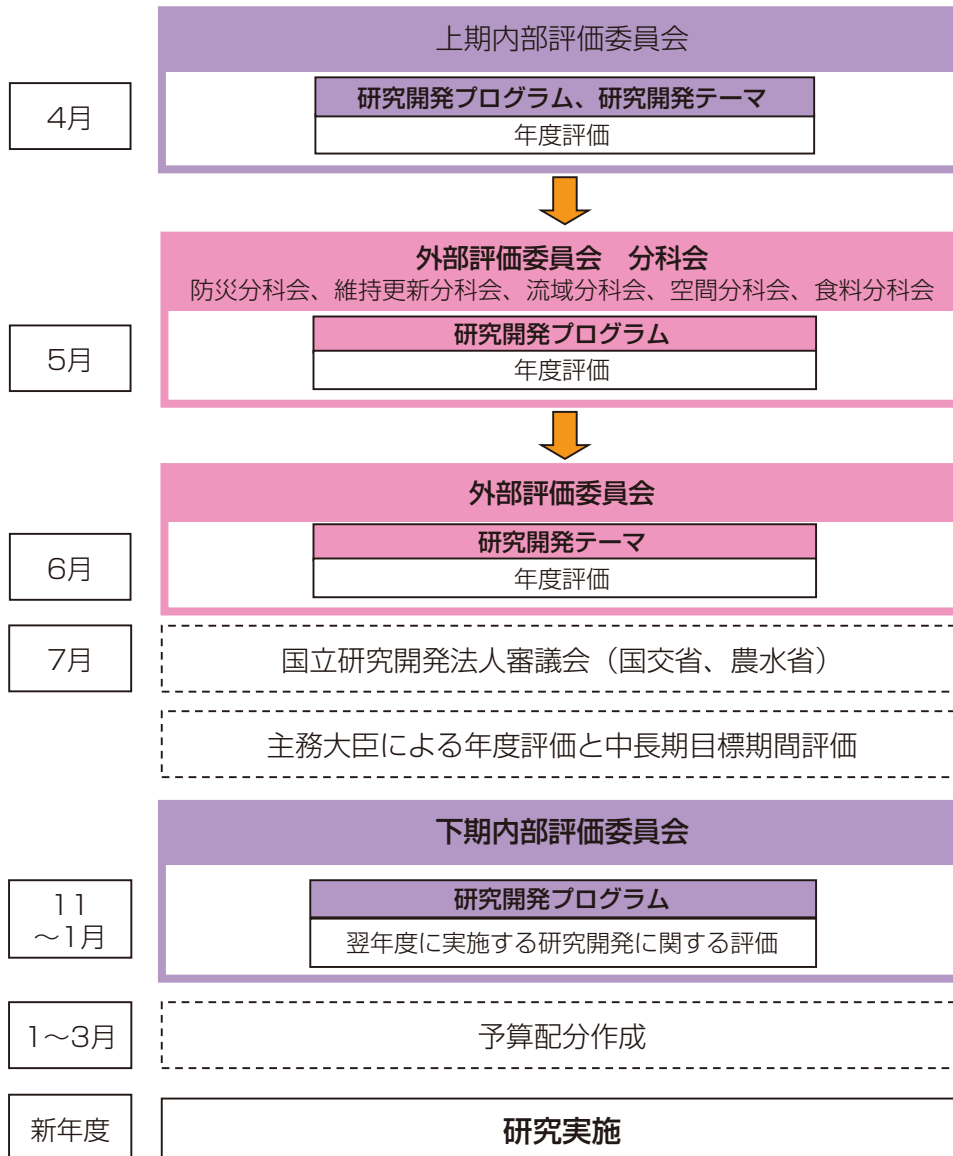 上期内部評価委員会
4月
研究開発プログラム、研究開発テーマ
年度評価
外部評価委員会　分科会
防災分科会、維持更新分科会、流域分科会、空間分科会、食料分科会
5月
研究開発プログラム
年度評価
外部評価委員会
6月
研究開発テーマ
年度評価
7月
国立研究開発法人審議会（国交省、農水省）
主務大臣による年度評価と中長期目標期間評価
下期内部評価委員会
11
～1月
研究開発プログラム
翌年度に実施する研究開発に関する評価
1～3月
予算配分作成
新年度
研究実施